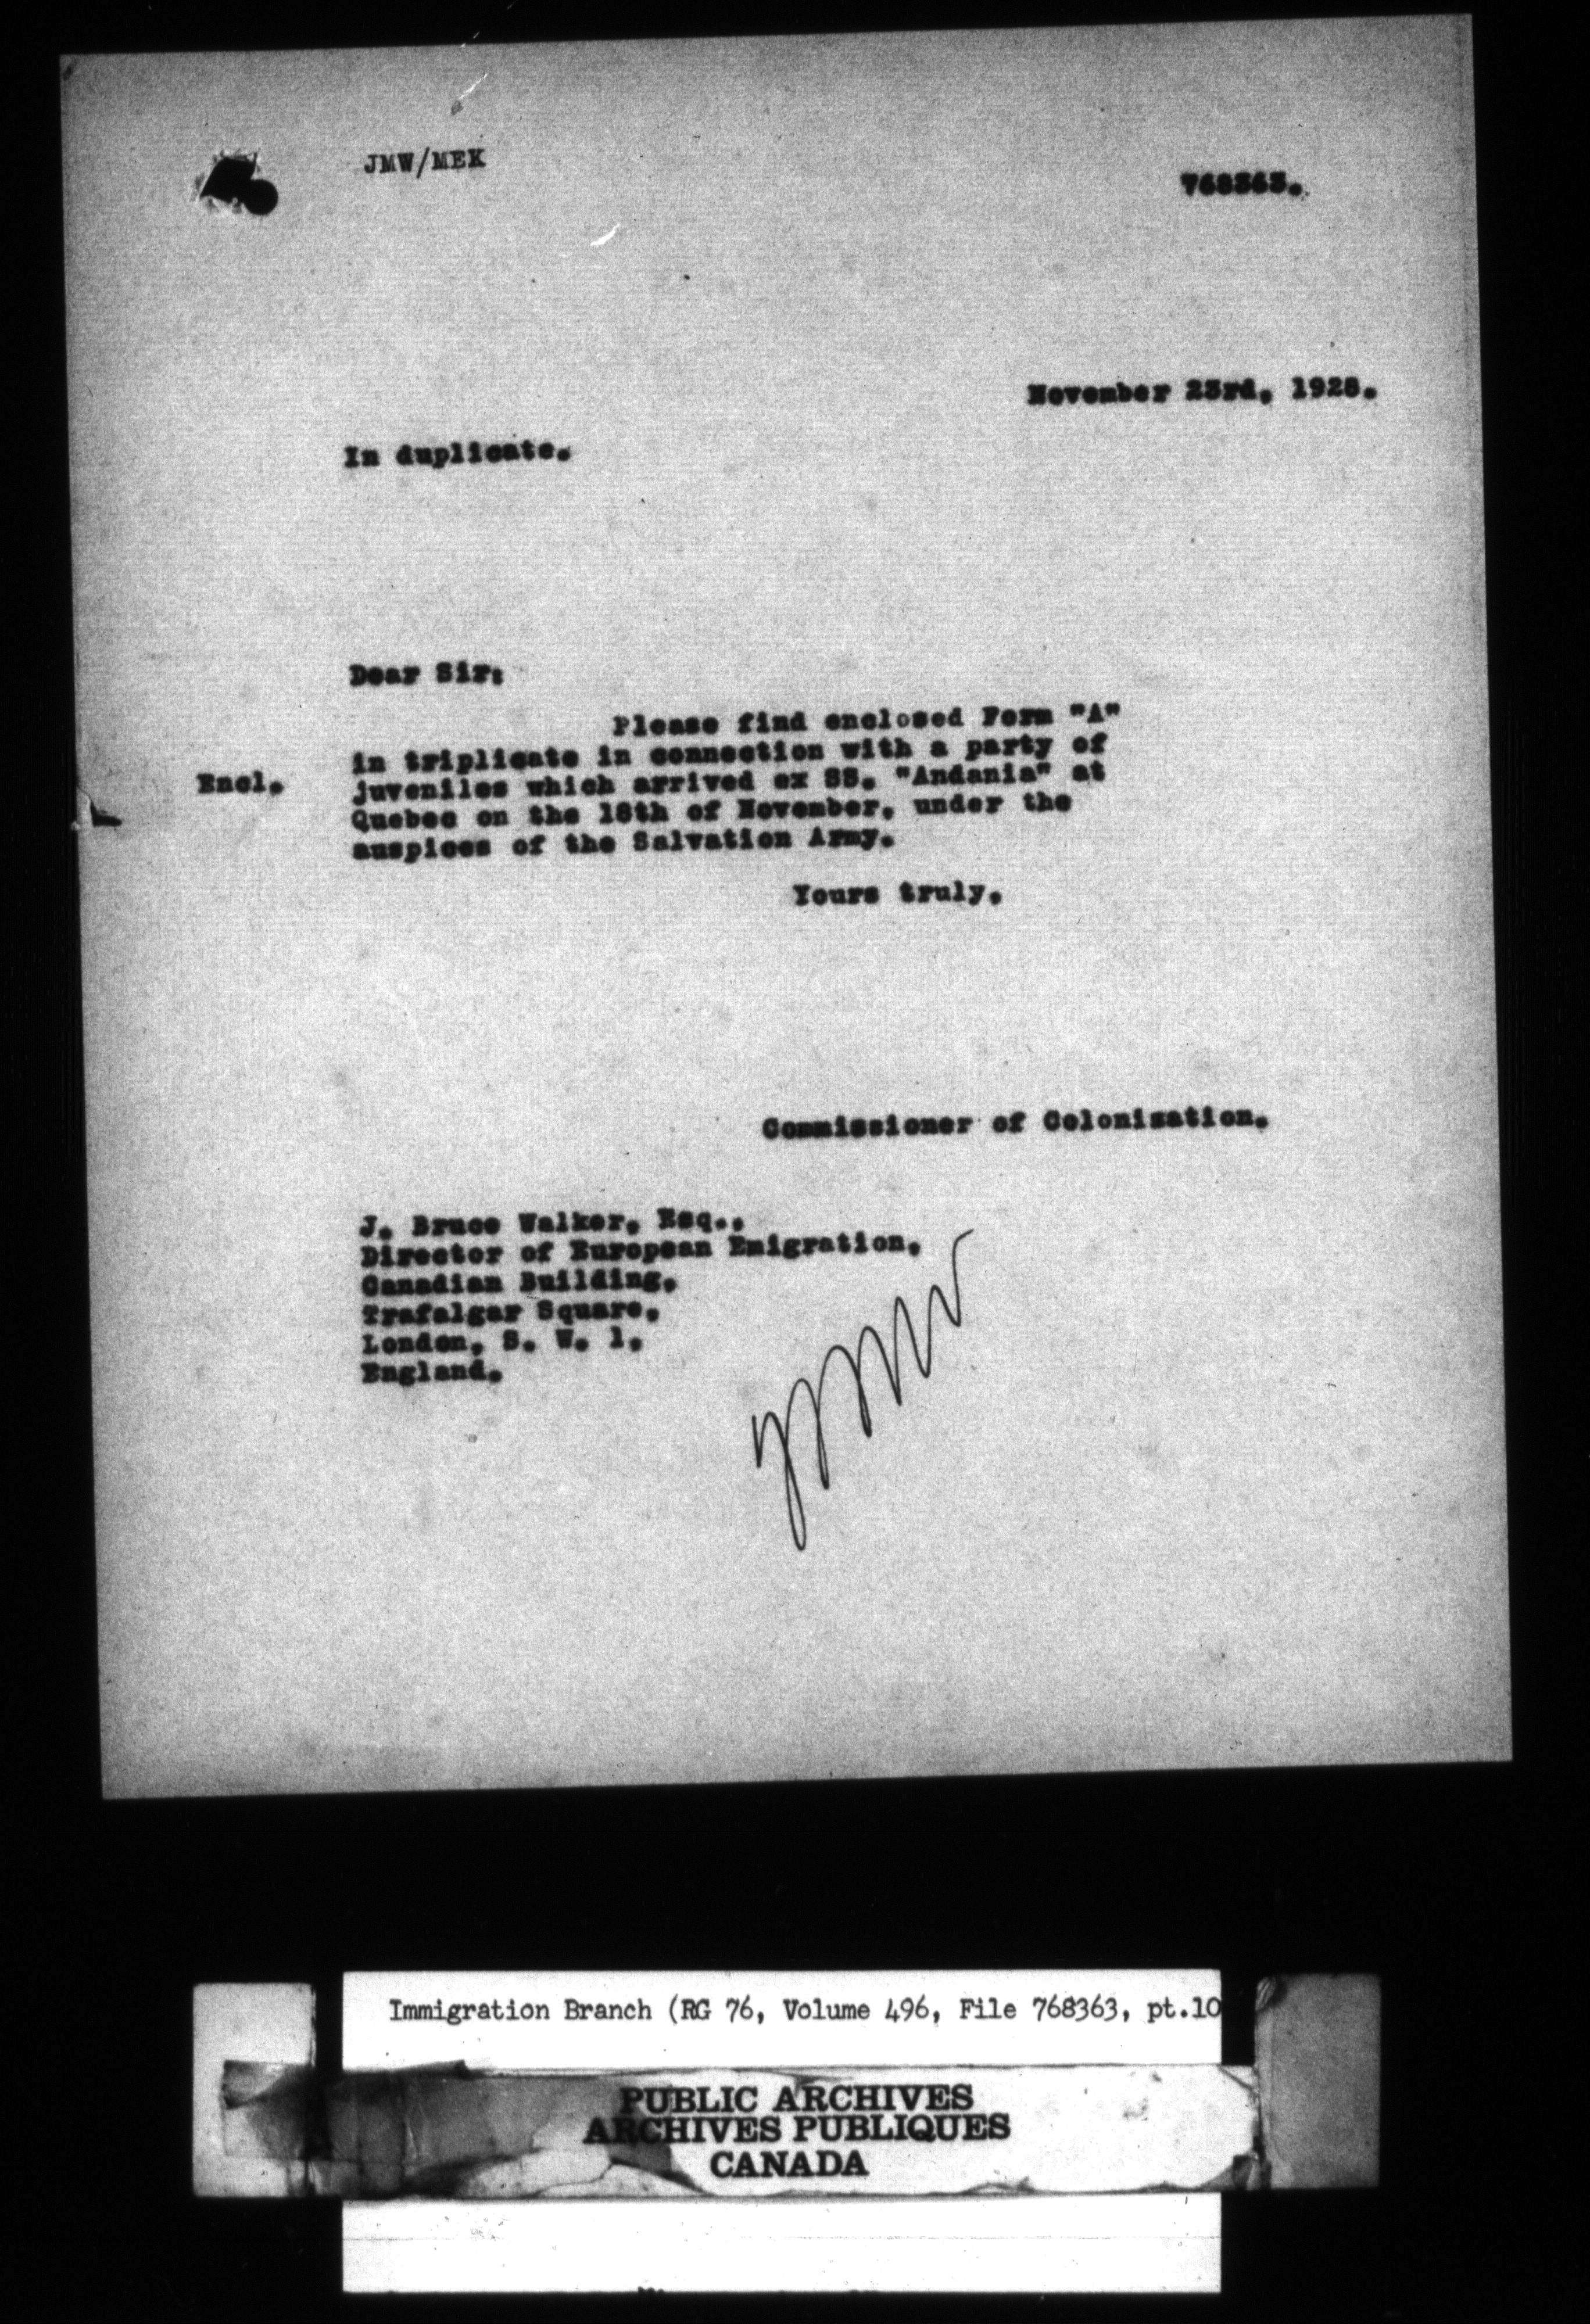 JMW/MEK
768363.
November 23rd, 1928.
In duplicate.
Dear Sir:
Please find enclosed Form "A"
in triplicate in connection with a party of
Encl. juveniles which arrived ex SS. "Andania" at
Quebec on the 18th of November, under the
auspices of the Salvation Army.
Yours truly,
Commissioner of Colonization.
J. Bruce Walker, Esq.,
Director of European Emigration,
Canadian Building,
Trafalgar Square,
London, S. W. 1,
England.
JMW
Immigration Branch (RG 76, Volume 496, File 768363, pt.10
PUBLIC ARCHIVES
ARCHIVES PUBLIQUES
CANADA